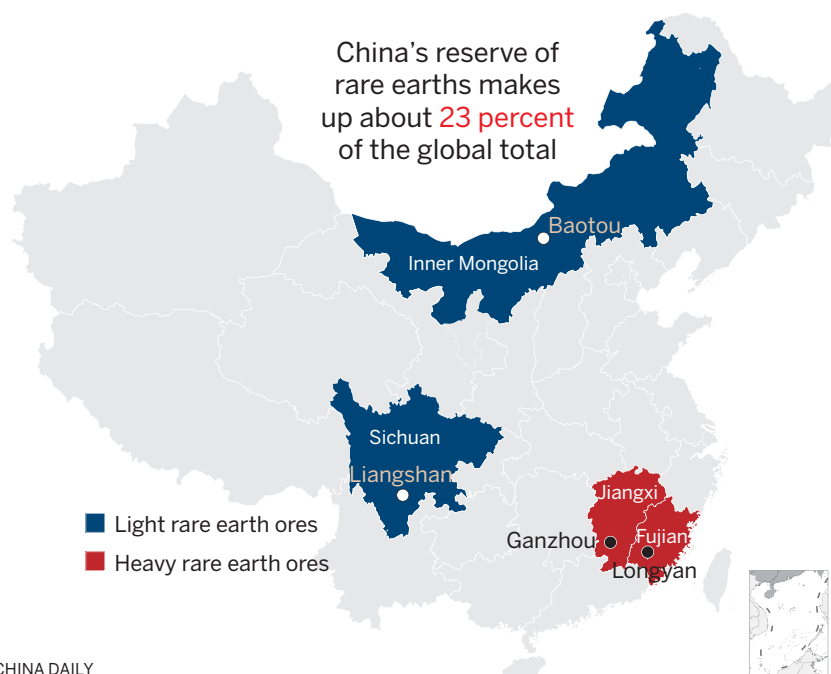 China’s reserve of
rare earths makes
up about 23 percent
of the global total
Baotou
Inner Mongolia
Sichuan
Liangshan
Jiangxi
Light rare earth ores
Ganzhou
Fujian
Heavy rare earth ores
Longyan
CHINA DAILY